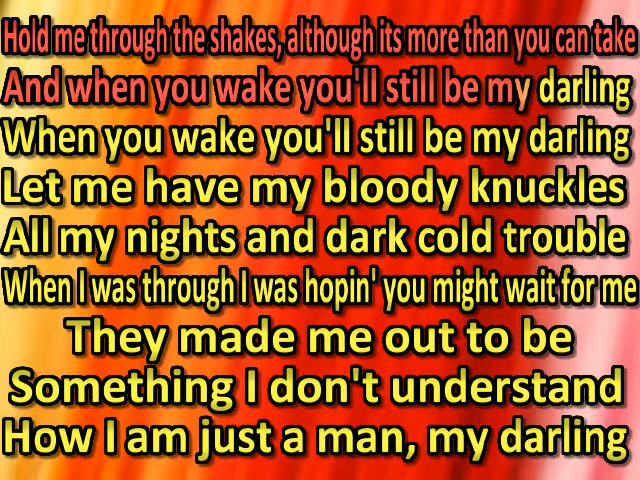 Hold me through the shakes, although its more than you can take
And when you wake you'll still be my darling
When you wake you'll still be my darling
Let me have my bloody knuckles
All my nights and dark cold trouble
When I was through I was hopin' you might wait for me
They made me out to be
Something I don't understand
How I am just a man, my darling